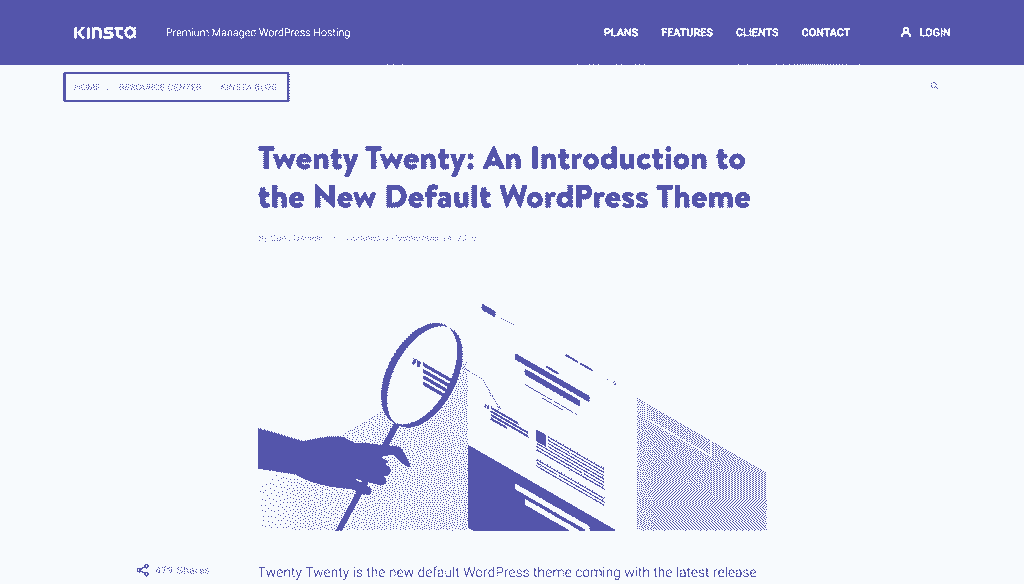 KINSTA
Premium Managed WordPress Hosting
PLANS
FEATURES
CLIENTS
CONTACT
LOGIN
HOME
RESOURCE CENTER
KINSTA BLOG
Twenty Twenty: An Introduction to
the New Default WordPress Theme
Shares
Twenty Twenty is the new default WordPress theme coming with the latest release